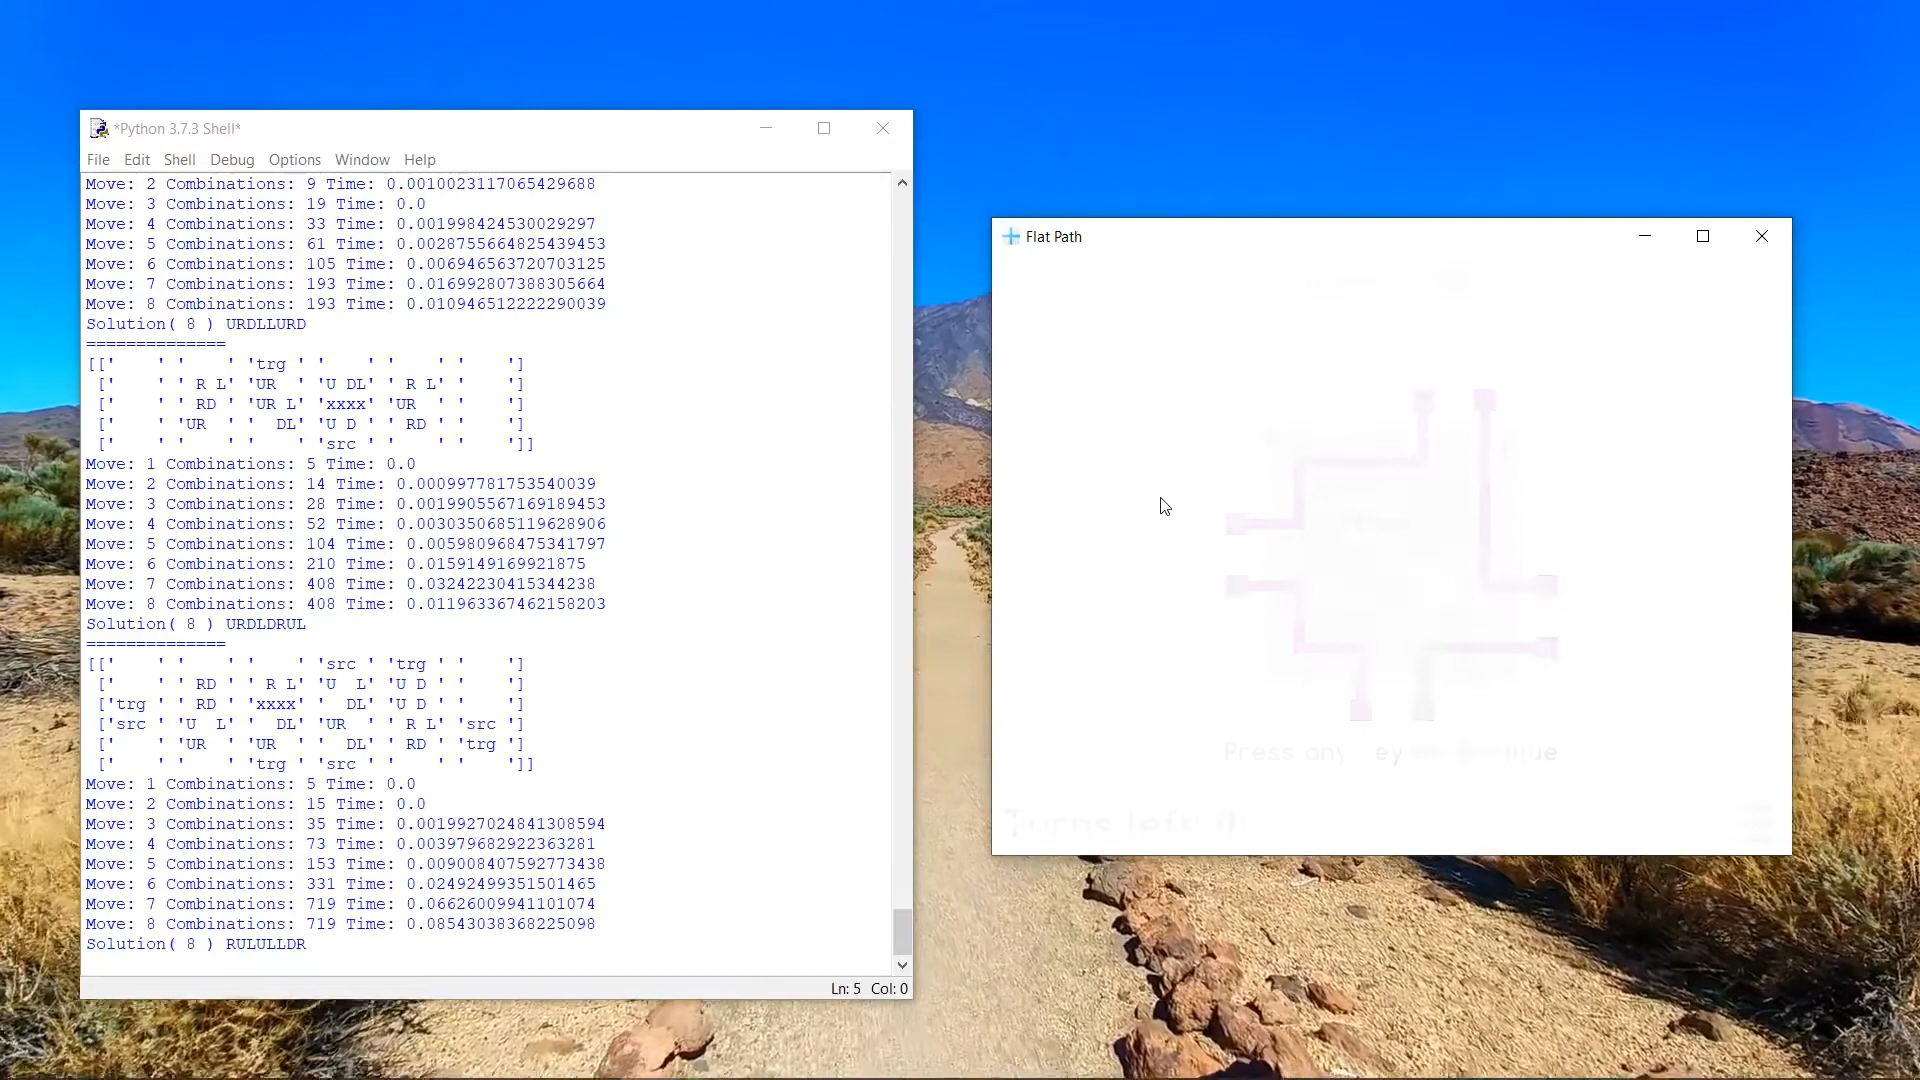 *Python 3.7.3 Shell*
File Edit Shell Debug Options Window Help
Move: 2 Combinations: 9 Time: 0.0010023117065429688
Move: 3 Combinations: 19 Time: 0.0
Move: 4 Combinations: 33 Time: 0.001998424530029297
Move: 5 Combinations: 61 Time: 0.0028755664825439453
Move: 6 Combinations: 105 Time: 0.006946563720703125
Move: 7 Combinations: 193 Time: 0.016992807388305664
Move: 8 Combinations: 193 Time: 0.010946512222290039
Solution( 8 ) URDLLURD
==============
[['    ' '    ' 'trg ' '    ' '    ' '    ']
 ['    ' ' R L' 'UR  ' 'U DL' ' R L' '    ']
 ['    ' ' RD ' 'UR L' 'xxxx' 'UR  ' '    ']
 ['    ' 'UR  ' '  DL' 'U D ' ' RD ' '    ']
 ['    ' '    ' '    ' 'src ' '    ' '    ']]
Move: 1 Combinations: 5 Time: 0.0
Move: 2 Combinations: 14 Time: 0.000997781753540039
Move: 3 Combinations: 28 Time: 0.0019905567169189453
Move: 4 Combinations: 52 Time: 0.0030350685119628906
Move: 5 Combinations: 104 Time: 0.005980968475341797
Move: 6 Combinations: 210 Time: 0.0159149169921875
Move: 7 Combinations: 408 Time: 0.03242230415344238
Move: 8 Combinations: 408 Time: 0.011963367462158203
Solution( 8 ) URDLDRUL
==============
[['    ' '    ' '    ' 'src ' 'trg ' '    ']
 ['    ' ' RD ' ' R L' 'U  L' 'U D ' '    ']
 ['trg ' ' RD ' 'xxxx' '  DL' 'U D ' '    ']
 ['src ' 'U  L' '  DL' 'UR  ' ' R L' 'src ']
 ['    ' 'UR  ' 'UR  ' '  DL' ' RD ' 'trg ']
 ['    ' '    ' 'trg ' 'src ' '    ' '    ']]
Move: 1 Combinations: 5 Time: 0.0
Move: 2 Combinations: 15 Time: 0.0
Move: 3 Combinations: 35 Time: 0.0019927024841308594
Move: 4 Combinations: 73 Time: 0.003979682922363281
Move: 5 Combinations: 153 Time: 0.009008407592773438
Move: 6 Combinations: 331 Time: 0.02492499351501465
Move: 7 Combinations: 719 Time: 0.06626009941101074
Move: 8 Combinations: 719 Time: 0.08543038368225098
Solution( 8 ) RULULLDR
Ln: 5 Col: 0
Flat Path
Press any
Turns left: